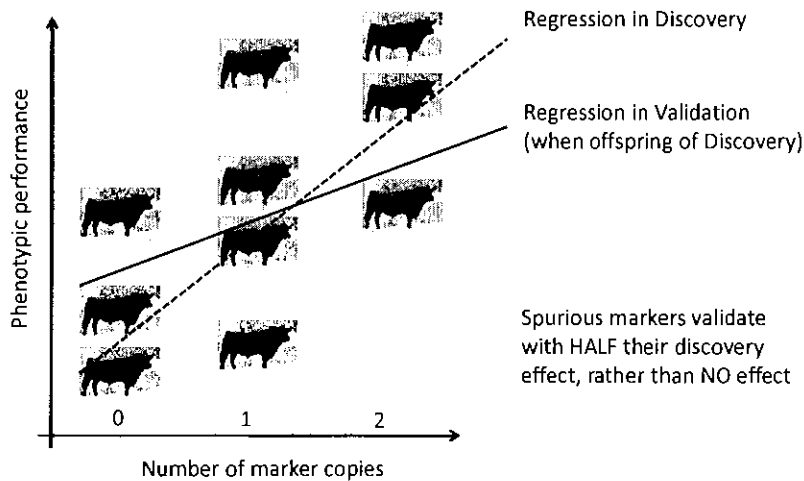 Regression in Discovery
Regression in Validation
(when offspring of Discovery)
Phenotypic performance
Spurious markers validate
with HALF their discovery
effect, rather than NO effect
0 1 2
Number of marker copies